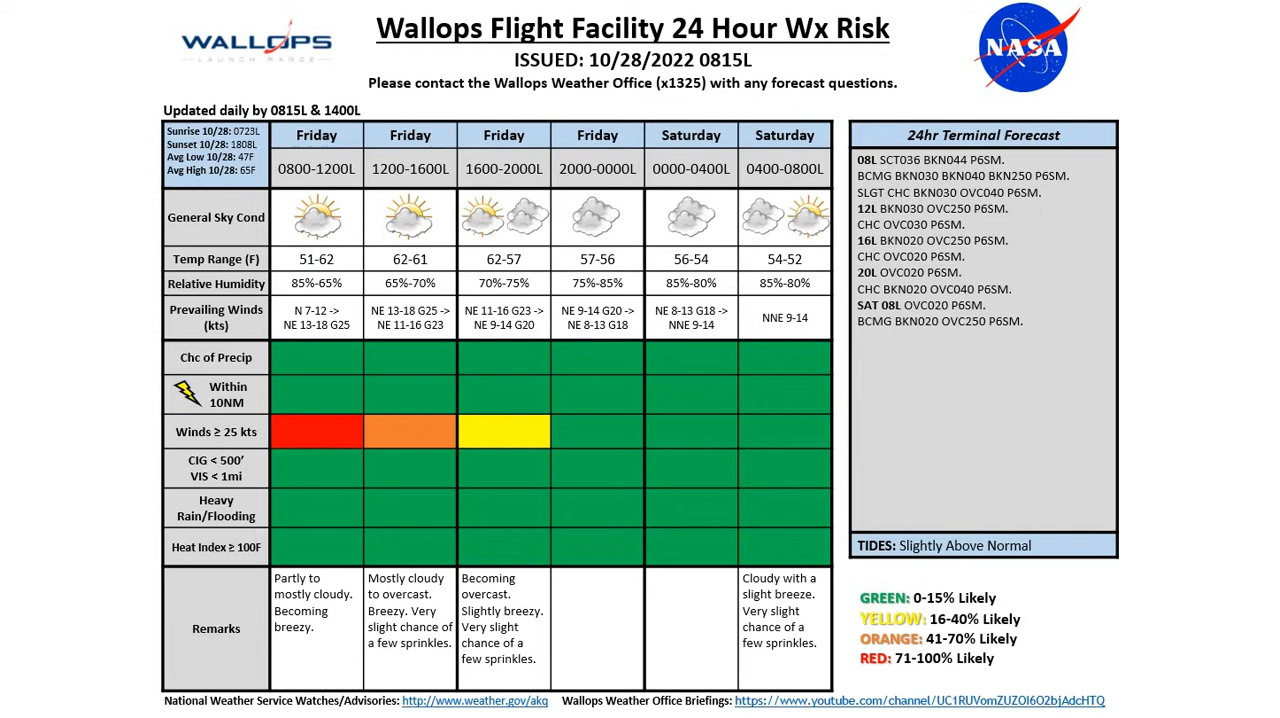 WALLOPS
LAUNCH RANGE
Wallops Flight Facility 24 Hour Wx Risk
ISSUED: 10/28/2022 0815L
Please contact the Wallops Weather Office (x1325) with any forecast questions.
NASA
Updated daily by 0815L & 1400L
Sunrise 10/28: 0723L
Sunset 10/28: 1808L
Avg Low 10/28: 47F
Avg High 10/28: 65F
Friday Friday Friday Friday Saturday Saturday
0800-1200L 1200-1600L 1600-2000L 2000-0000L 0000-0400L 0400-0800L
General Sky Cond
Temp Range (F) 51-62 62-61 62-57 57-56 56-54 54-52
Relative Humidity 85%-65% 65%-70% 70%-75% 75%-85% 85%-80% 85%-80%
Prevailing Winds (kts)
N 7-12 ->
NE 13-18 G25
NE 13-18 G25 ->
NE 11-16 G23
NE 11-16 G23 ->
NE 9-14 G20
NE 9-14 G20 ->
NE 8-13 G18
NE 8-13 G18 ->
NNE 9-14
NNE 9-14
Chc of Precip
Within
10NM
Winds ≥ 25 kts
CIG < 500’
VIS < 1mi
Heavy
Rain/Flooding
Heat Index ≥ 100F
Remarks
Partly to
mostly cloudy.
Becoming
breezy.
Mostly cloudy
to overcast.
Breezy. Very
slight chance of
a few sprinkles.
Becoming
overcast.
Slightly breezy.
Very slight
chance of a
few sprinkles.
Cloudy with a
slight breeze.
Very slight
chance of a
few sprinkles.
24hr Terminal Forecast
08L SCT036 BKN044 P6SM.
BCMG BKN030 BKN040 BKN250 P6SM.
SLGT CHC BKN030 OVC040 P6SM.
12L BKN030 OVC250 P6SM.
CHC OVC030 P6SM.
16L BKN020 OVC250 P6SM.
CHC OVC020 P6SM.
20L OVC020 P6SM.
CHC BKN020 OVC040 P6SM.
SAT 08L OVC020 P6SM.
BCMG BKN020 OVC250 P6SM.
TIDES: Slightly Above Normal
GREEN: 0-15% Likely
YELLOW: 16-40% Likely
ORANGE: 41-70% Likely
RED: 71-100% Likely
National Weather Service Watches/Advisories: http://www.weather.gov/akq Wallops Weather Office Briefings: https://www.youtube.com/channel/UC1RUVomZUZOl6O2bjAdcHTQ